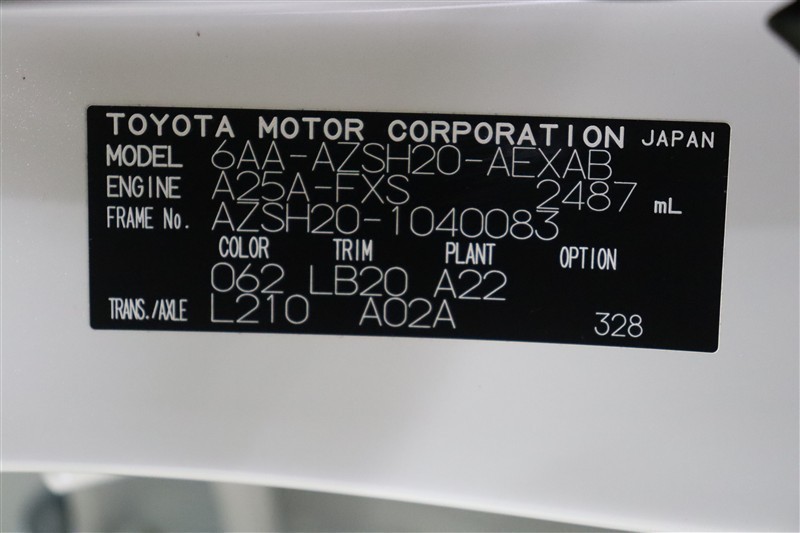 TOYOTA MOTOR CORPORATION JAPAN
MODEL 6AA-AZSH20-AEXAB
ENGINE A25A-FXS 2487 mL
FRAME No. AZSH20-1040083
COLOR TRIM PLANT OPTION
062 LB20 A22
TRANS./AXLE L210 A02A 328